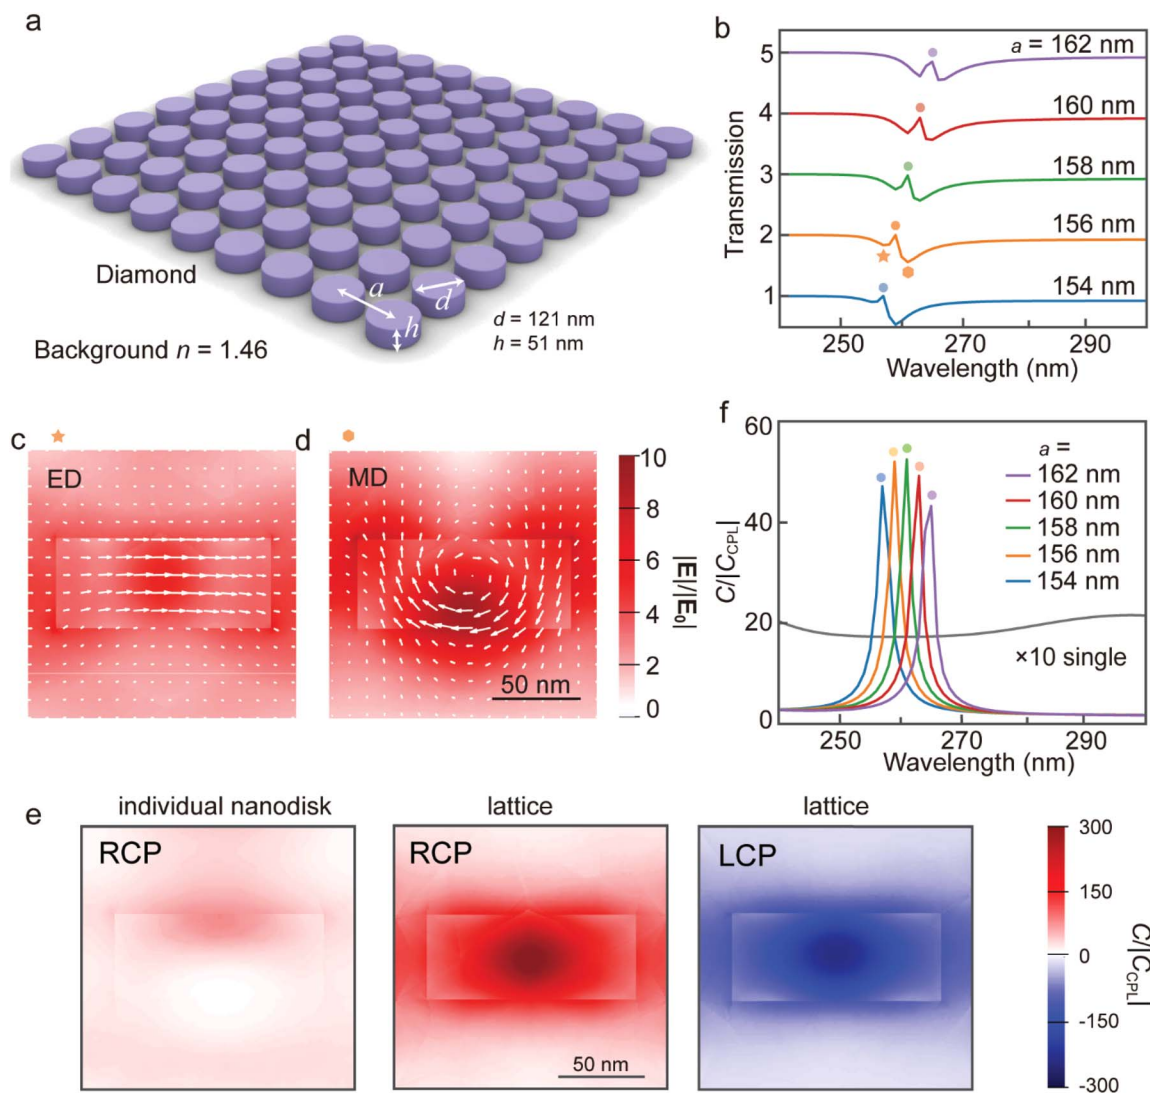 a
Diamond
Background n = 1.46
a
d
h
d = 121 nm
h = 51 nm
b
Transmission
5
4
3
2
1
a = 162 nm
160 nm
158 nm
156 nm
154 nm
250
270
290
Wavelength (nm)
c
ED
d
MD
50 nm
10
8
6
4
2
0
|E|/|E₀|
f
C/|C_CPL|
60
40
20
0
a =
162 nm
160 nm
158 nm
156 nm
154 nm
×10 single
250
270
290
Wavelength (nm)
e
individual nanodisk
lattice
lattice
RCP
RCP
LCP
50 nm
300
150
0
-150
-300
C/|C_CPL|